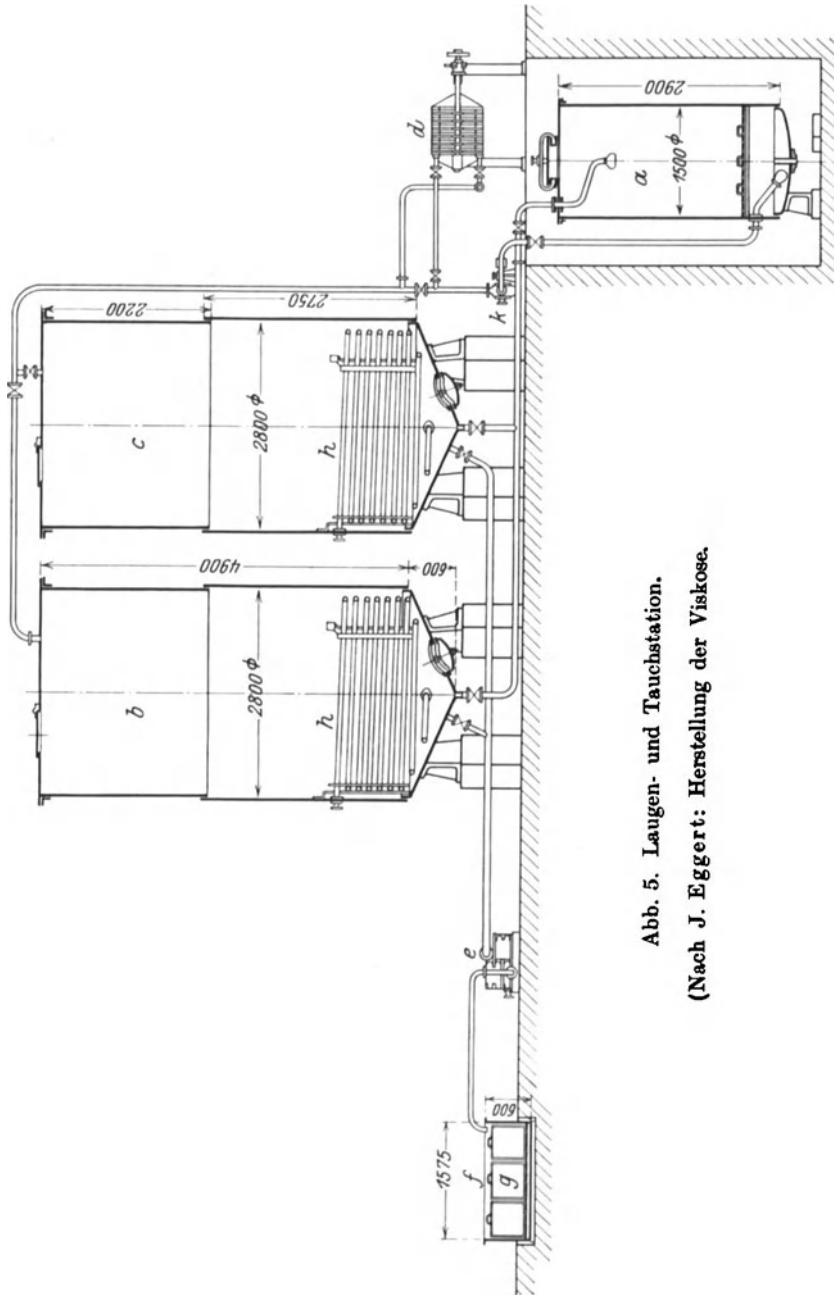 b
c
d
a
h
h
k
e
f
g
4900
600
2800 ϕ
2200
2750
2800 ϕ
2900
1500 ϕ
1575
600
Abb. 5. Laugen- und Tauchstation.
(Nach J. Eggert: Herstellung der Viskose.